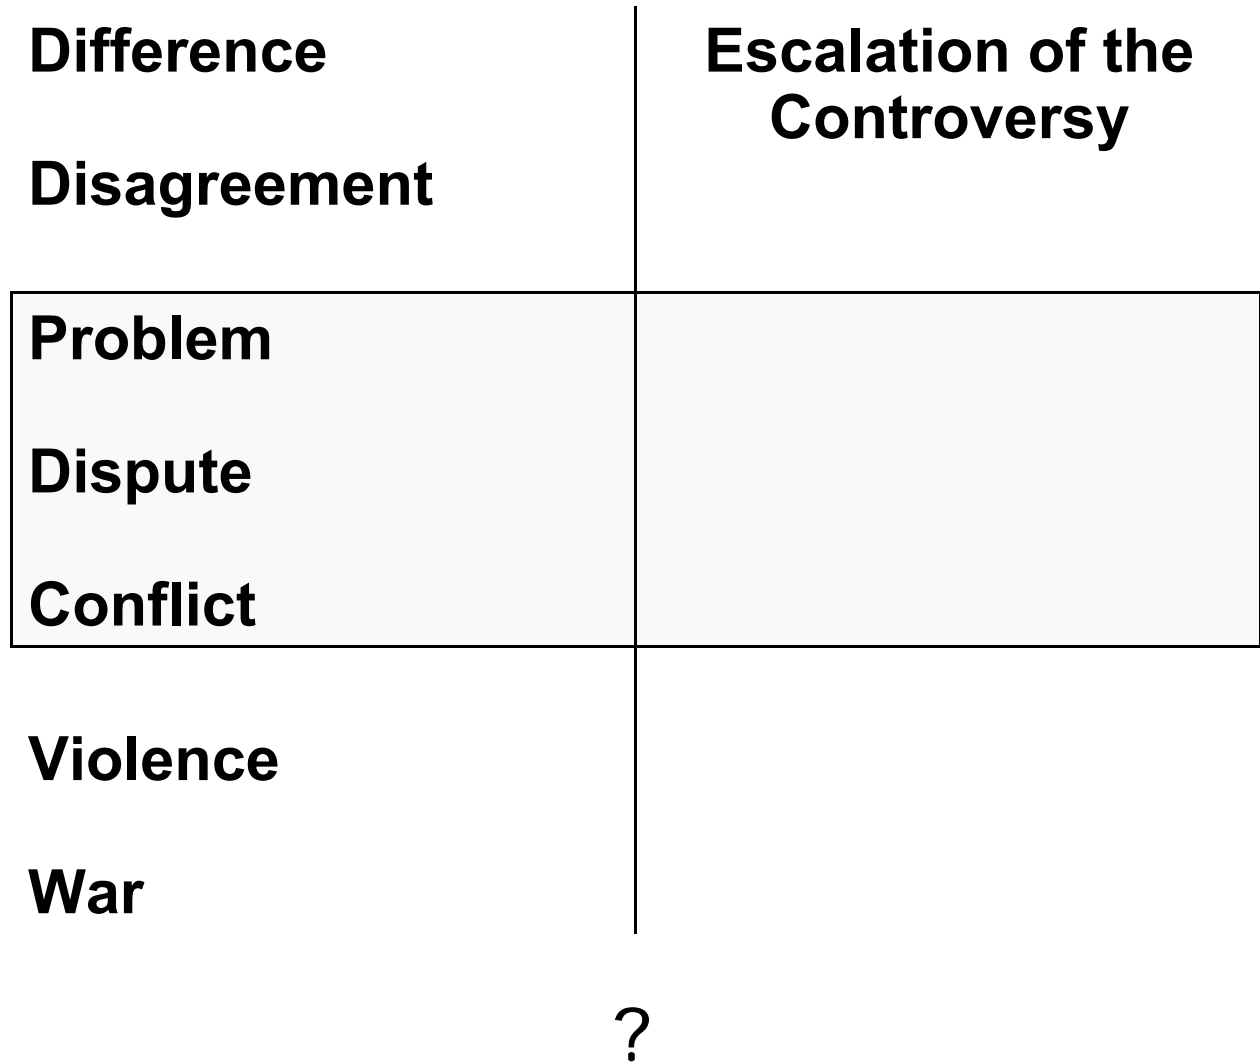 Difference
Escalation of the
Controversy
Disagreement
Problem
Dispute
Conflict
Violence
War
?